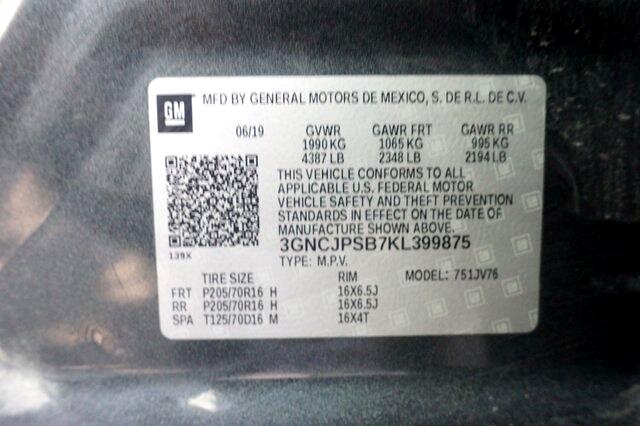 GM
MFD BY GENERAL MOTORS DE MEXICO, S. DE R.L. DE C.V.
06/19 GVWR GAWR FRT GAWR RR
1990 KG 1065 KG 995 KG
4387 LB 2348 LB 2194 LB
THIS VEHICLE CONFORMS TO ALL
APPLICABLE U.S. FEDERAL MOTOR
VEHICLE SAFETY AND THEFT PREVENTION
STANDARDS IN EFFECT ON THE DATE OF
MANUFACTURE SHOWN ABOVE.
3GNCJPSB7KL399875
139X
TYPE: M.P.V.
TIRE SIZE RIM MODEL: 751JV76
FRT P205/70R16 H 16X6.5J
RR P205/70R16 H 16X6.5J
SPA T125/70D16 M 16X4T